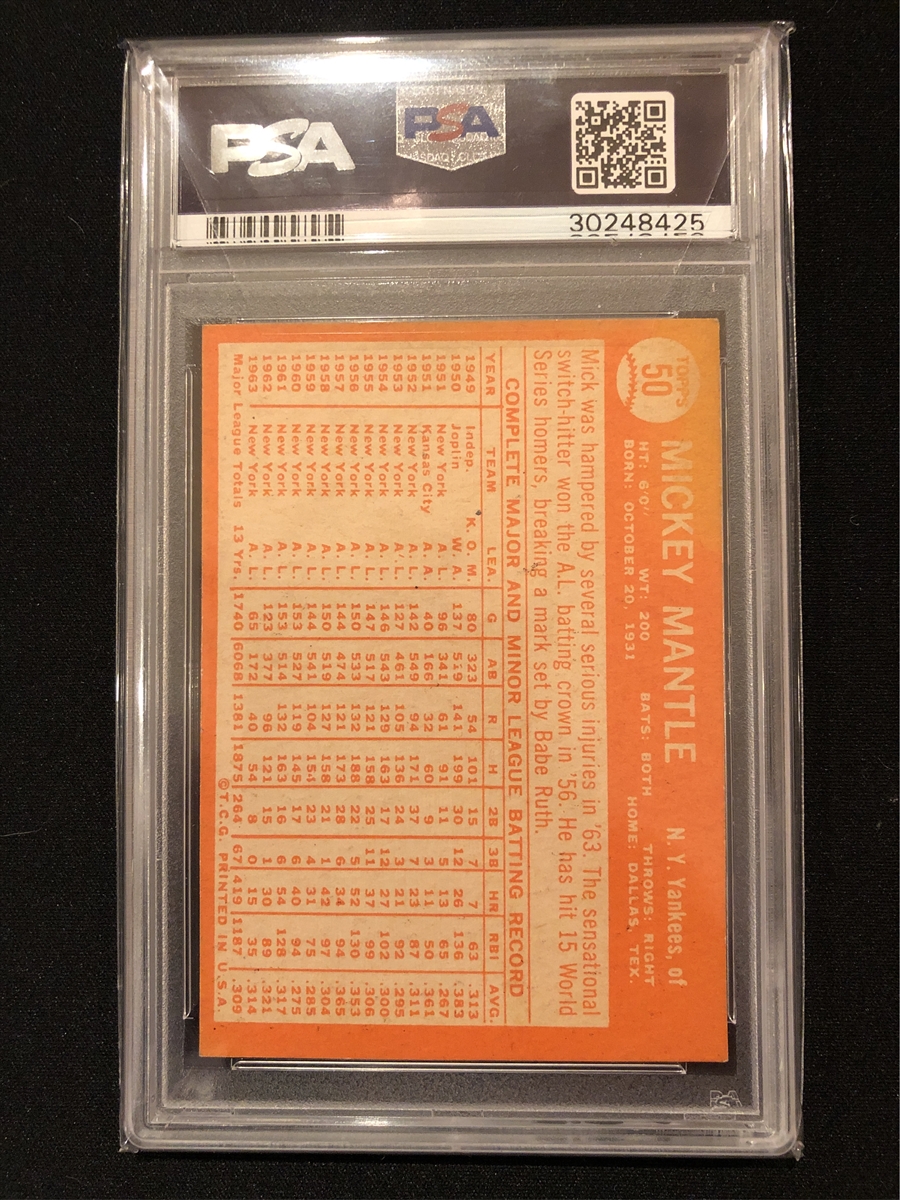 PSA
PSA
30248425
TOPPS
50
MICKEY MANTLE N. Y. Yankees, of
HT: 6'0" WT: 200 BATS: BOTH THROWS: RIGHT
BORN: OCTOBER 20, 1931 HOME: DALLAS, TEX.
Mick was hampered by several serious injuries in '63. The sensational
switch-hitter won the A.L. batting crown in '56. He has hit 15 World
Series homers, breaking a mark set by Babe Ruth.
COMPLETE MAJOR AND MINOR LEAGUE BATTING RECORD
YEAR TEAM LEA. G AB R H 2B 3B HR RBI AVG.
1949 Indep. K. O. M. 80 323 54 101 15 7 7 63 .313
1950 Joplin W. A. 137 519 141 199 30 12 26 136 .383
1951 New York A. L. 96 341 61 91 11 5 13 65 .267
1951 Kansas City A. A. 40 166 32 60 9 3 11 50 .361
1952 New York A. L. 142 549 94 171 37 7 23 87 .311
1953 New York A. L. 127 461 105 136 24 3 21 92 .295
1954 New York A. L. 146 543 129 163 17 12 27 102 .300
1955 New York A. L. 147 517 121 158 25 11 37 99 .306
1956 New York A. L. 150 533 132 188 22 5 52 130 .353
1957 New York A. L. 144 474 121 173 28 6 34 94 .365
1958 New York A. L. 150 519 127 158 21 1 42 97 .304
1959 New York A. L. 144 541 104 154 23 4 31 75 .285
1960 New York A. L. 153 527 119 145 17 6 40 94 .275
1961 New York A. L. 153 514 132 163 16 6 54 128 .317
1962 New York A. L. 123 377 96 121 15 1 30 89 .321
1963 New York A. L. 65 172 40 54 8 0 15 35 .314
Major League Totals 13 Yrs. 1740 6068 1381 1875 264 67 419 1187 .309
©T.C.G. PRINTED IN U.S.A.